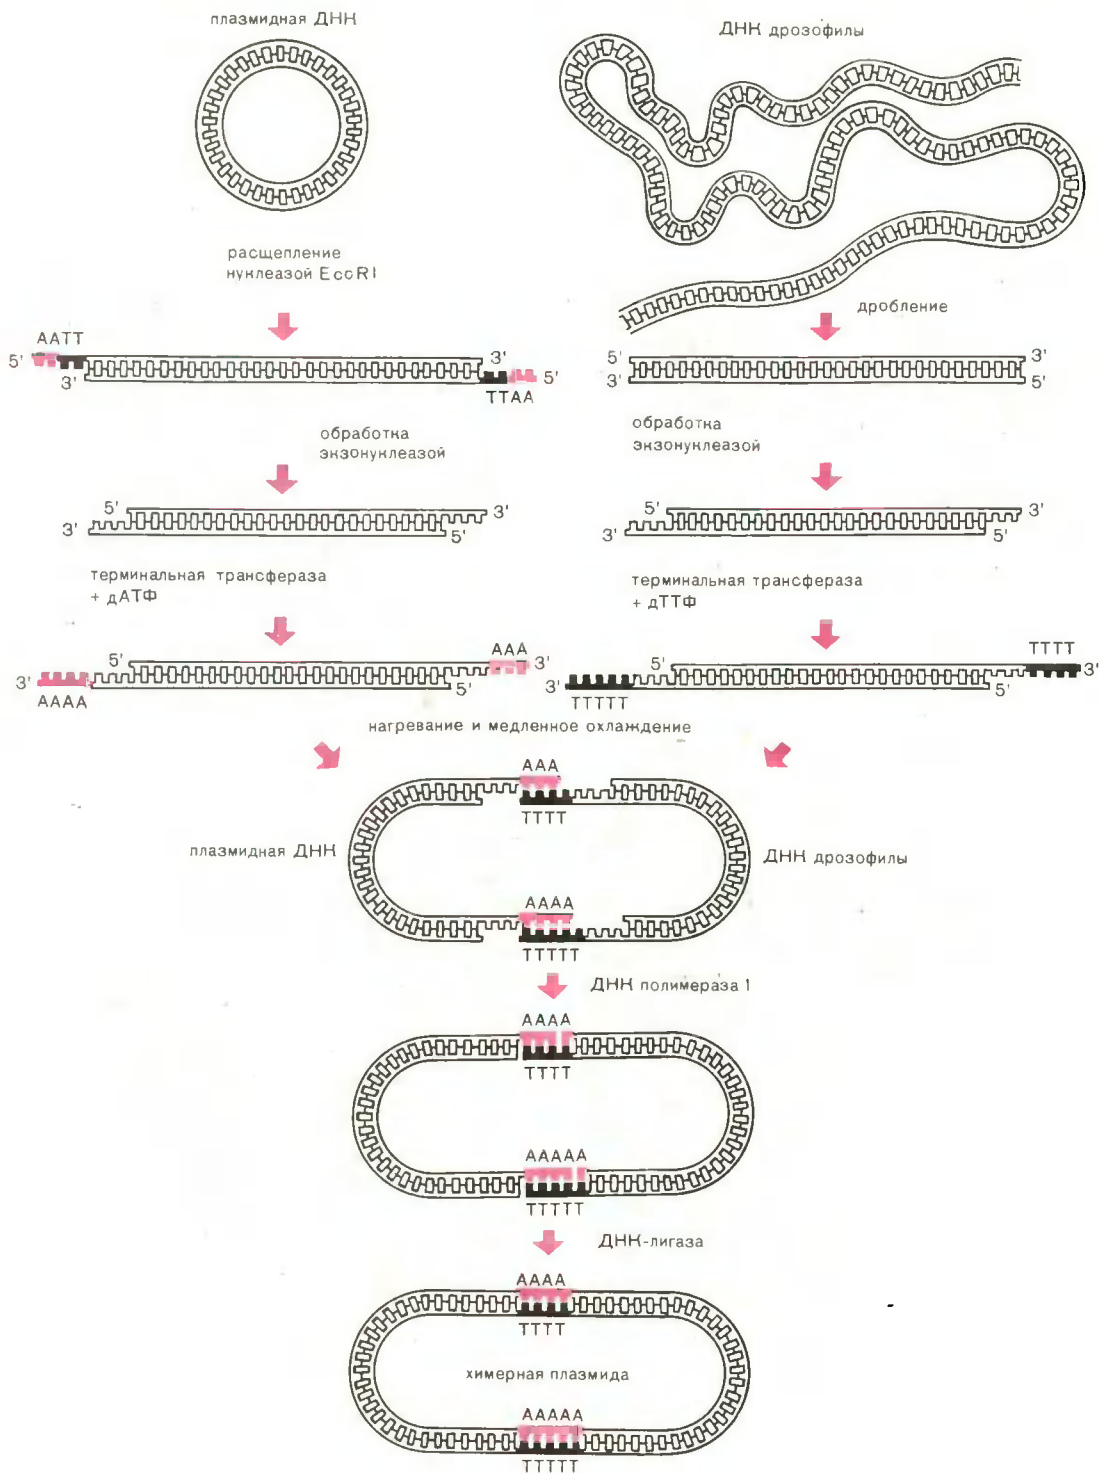 плазмидная ДНК
ДНК дрозофилы
расщепление
нуклеазой EcoRI
дробление
AATT
5'
3'
3'
5'
TTAA
5'
3'
3'
5'
обработка
экзонуклеазой
обработка
экзонуклеазой
5'
3'
3'
5'
5'
3'
3'
5'
терминальная трансфераза
+ дАТФ
терминальная трансфераза
+ дТТФ
AAA
5'
3'
3'
5'
AAAA
TTTT
5'
3'
3'
5'
TTTTT
нагревание и медленное охлаждение
AAA
TTTT
плазмидная ДНК
ДНК дрозофилы
AAAA
TTTTT
ДНК полимераза 1
AAAA
TTTT
AAAAA
TTTTT
ДНК-лигаза
AAAA
TTTT
химерная плазмида
AAAAA
TTTTT